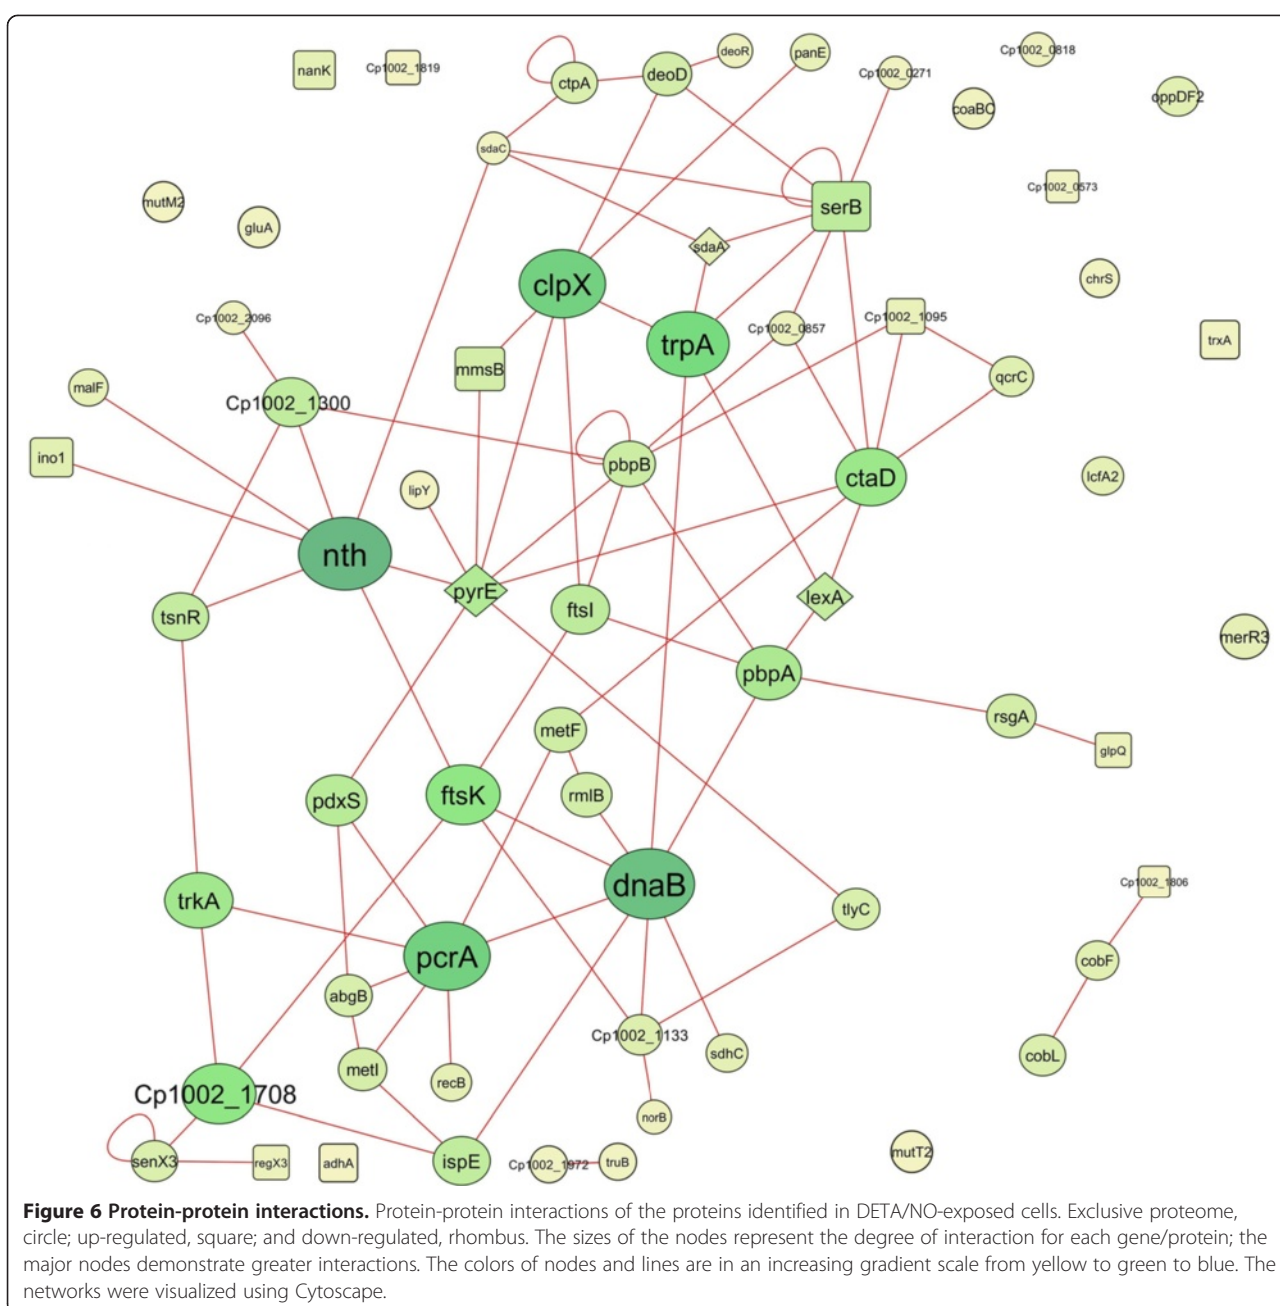 nanK
Cp1002_1819
ctpA
deoD
deoR
panE
Cp1002_0271
Cp1002_0818
coaBC
oppDF2
sdaC
mutM2
gluA
serB
Cp1002_0573
sdaA
chrS
clpX
trpA
Cp1002_2096
Cp1002_0857
Cp1002_1095
trxA
mmsB
qcrC
malF
Cp1002_1300
ino1
pbpB
ctaD
lcfA2
lipY
nth
pyrE
ftsI
lexA
tsnR
merR3
pbpA
rsgA
metF
glpQ
pdxS
ftsK
rmlB
dnaB
Cp1002_1806
trkA
tlyC
pcrA
cobF
abgB
Cp1002_1133
sdhC
cobL
metI
recB
Cp1002_1708
norB
senX3
regX3
adhA
ispE
Cp1002_1972
truB
mutT2
Figure 6 Protein-protein interactions. Protein-protein interactions of the proteins identified in DETA/NO-exposed cells. Exclusive proteome,
circle; up-regulated, square; and down-regulated, rhombus. The sizes of the nodes represent the degree of interaction for each gene/protein; the
major nodes demonstrate greater interactions. The colors of nodes and lines are in an increasing gradient scale from yellow to green to blue. The
networks were visualized using Cytoscape.